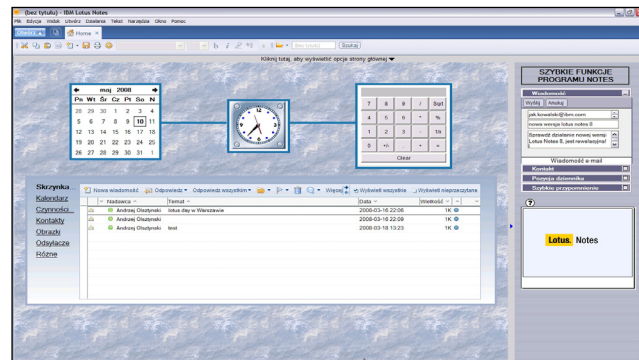 (bez tytułu) - IBM Lotus Notes
Plik Edycja Widok Utwórz Działania Tekst Narzędzia Okno Pomoc
Otwórz
Home
Szukaj
Kliknij tutaj, aby wyświetlić opcje strony głównej
maj 2008
Pn Wt Śr Cz Pt So N
28 29 30 1 2 3 4
5 6 7 8 9 10 11
12 13 14 15 16 17 18
19 20 21 22 23 24 25
26 27 28 29 30 31 1
7 8 9 / Sqrt
4 5 6 * %
1 2 3 - 1/x
0 +/- . + =
Clear
Skrzynka...
Kalendarz
Czynności...
Kontakty
Obrazki
Odsyłacze
Różne
Nowa wiadomość Odpowiedz Odpowiedz wszystkim Więcej Wyświetl wszystkie Wyświetl nieprzeczytane
Nadawca Temat Data Wielkość
Andrzej Olsztyński lotus day w Warszawie 2008-03-16 22:06 1K
Andrzej Olsztyński 2008-03-16 22:09 1K
Andrzej Olsztyński test 2008-03-18 13:23 1K
SZYBKIE FUNKCJE
PROGRAMU NOTES
Wiadomość
Wyślij Anuluj
jak.kowalski@ibm.com
nowa wersja lotus notes 8
Sprawdź działanie nowej wersji
Lotus Notes 8, jest rewelacyjna!
Wiadomość e-mail
Kontakt
Pozycja dziennika
Szybkie przypomnienie
Lotus. Notes